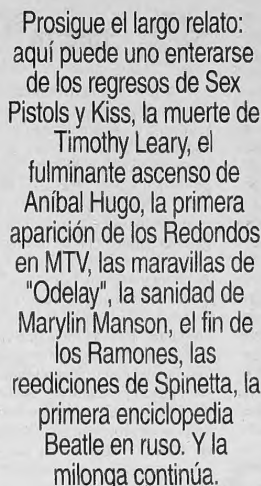 Prosigue el largo relato:
aquí puede uno enterarse
de los regresos de Sex
Pistols y Kiss, la muerte de
Timothy Leary, el
fulminante ascenso de
Aníbal Hugo, la primera
aparición de los Redondos
en MTV, las maravillas de
"Odelay", la sanidad de
Marylin Manson, el fin de
los Ramones, las
reediciones de Spinetta, la
primera enciclopedia
Beatle en ruso. Y la
milonga continúa.